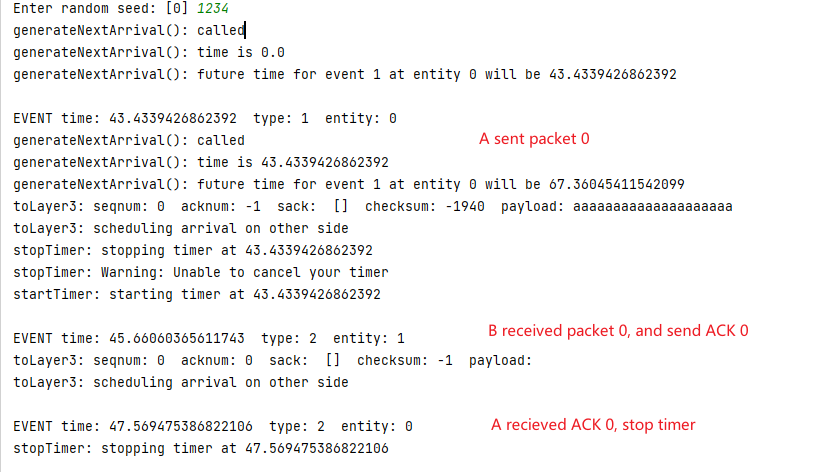 Enter random seed: [0] 1234
generateNextArrival(): called
generateNextArrival(): time is 0.0
generateNextArrival(): future time for event 1 at entity 0 will be 43.4339426862392
EVENT time: 43.4339426862392  type: 1  entity: 0
generateNextArrival(): called
A sent packet 0
generateNextArrival(): time is 43.4339426862392
generateNextArrival(): future time for event 1 at entity 0 will be 67.36045411542099
toLayer3: seqnum: 0  acknum: -1  sack:  []  checksum: -1940  payload: aaaaaaaaaaaaaaaaaaaa
toLayer3: scheduling arrival on other side
stopTimer: stopping timer at 43.4339426862392
stopTimer: Warning: Unable to cancel your timer
startTimer: starting timer at 43.4339426862392
B received packet 0, and send ACK 0
EVENT time: 45.66060365611743  type: 2  entity: 1
toLayer3: seqnum: 0  acknum: 0  sack:  []  checksum: -1  payload:
toLayer3: scheduling arrival on other side
EVENT time: 47.569475386822106  type: 2  entity: 0
A recieved ACK 0, stop timer
stopTimer: stopping timer at 47.569475386822106